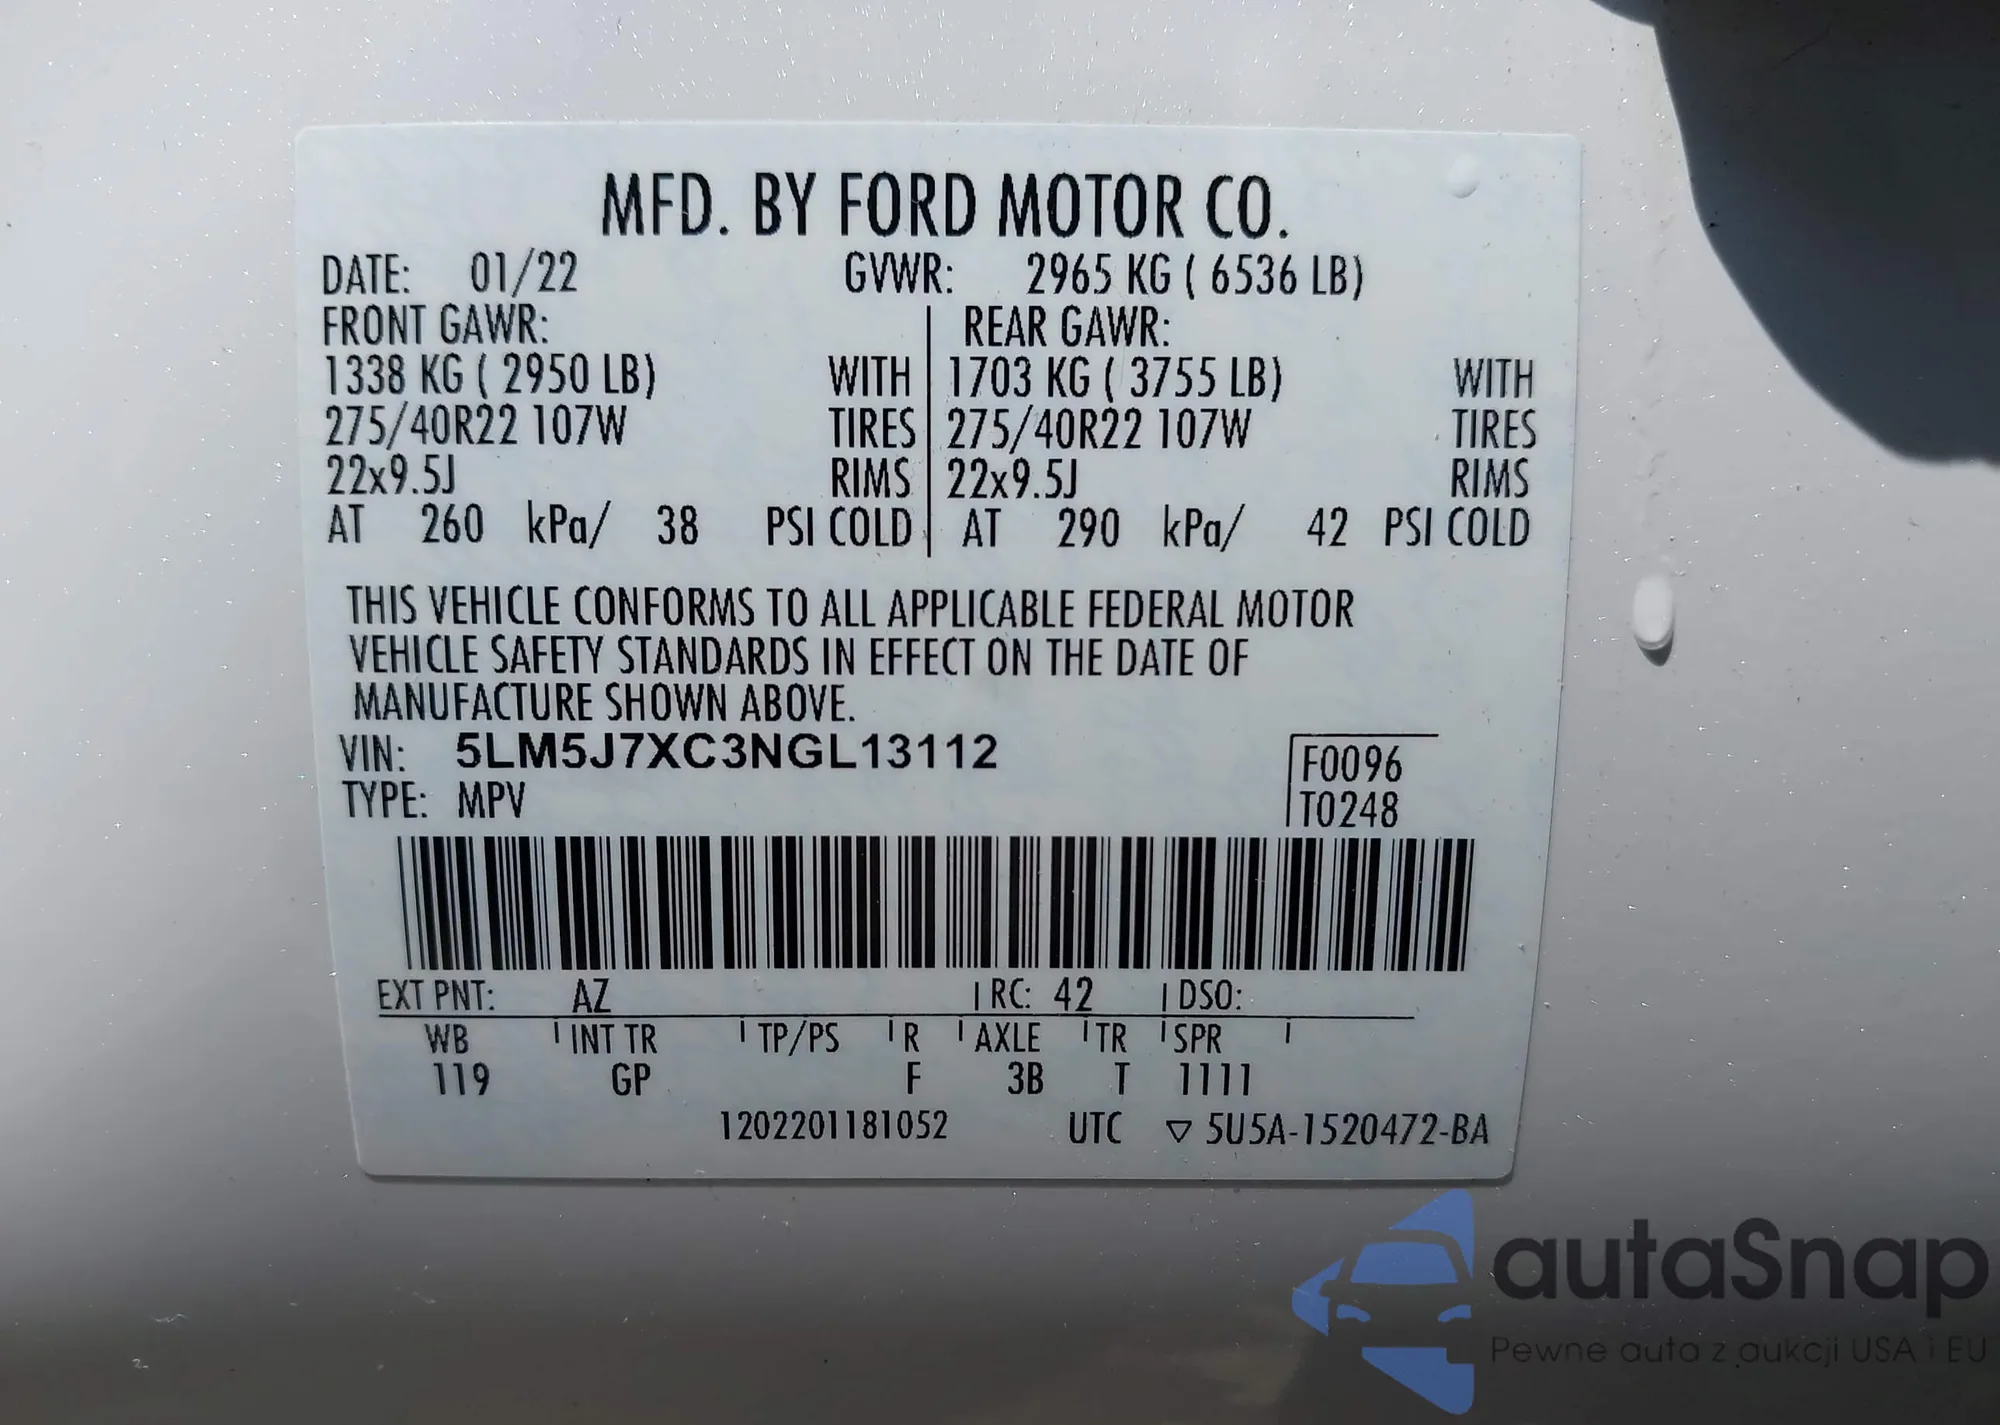 MFD. BY FORD MOTOR CO.
DATE: 01/22 GVWR: 2965 KG ( 6536 LB)
FRONT GAWR: REAR GAWR:
1338 KG ( 2950 LB) WITH 1703 KG ( 3755 LB) WITH
275/40R22 107W TIRES 275/40R22 107W TIRES
22x9.5J RIMS 22x9.5J RIMS
AT 260 kPa/ 38 PSI COLD AT 290 kPa/ 42 PSI COLD
THIS VEHICLE CONFORMS TO ALL APPLICABLE FEDERAL MOTOR
VEHICLE SAFETY STANDARDS IN EFFECT ON THE DATE OF
MANUFACTURE SHOWN ABOVE.
VIN: 5LM5J7XC3NGL13112
F0096
TYPE: MPV
T0248
EXT PNT: AZ RC: 42 DSO:
WB INT TR TP/PS R AXLE TR SPR
119 GP F 3B T 1111
1202201181052 UTC ▽ 5U5A-1520472-BA
autaSnap
Pewne auta z aukcji USA i EU